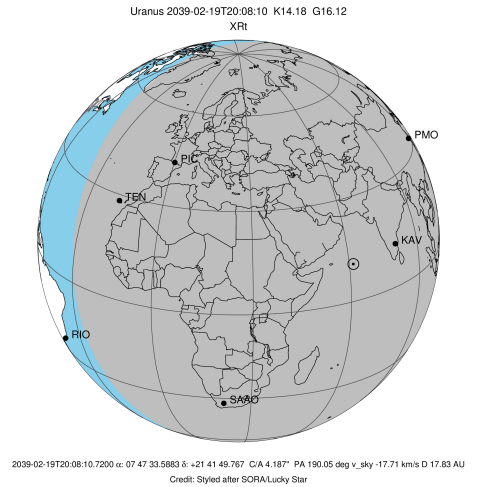 Uranus 2039-02-19T20:08:10 K14.18 G16.12
XRt
PMO
PIC
TEN
KAV
RIO
SAAO
2039-02-19T20:08:10.7200 α: 07 47 33.5883 δ: +21 41 49.767 C/A 4.187" PA 190.05 deg v_sky -17.71 km/s D 17.83 AU
Credit: Styled after SORA/Lucky Star